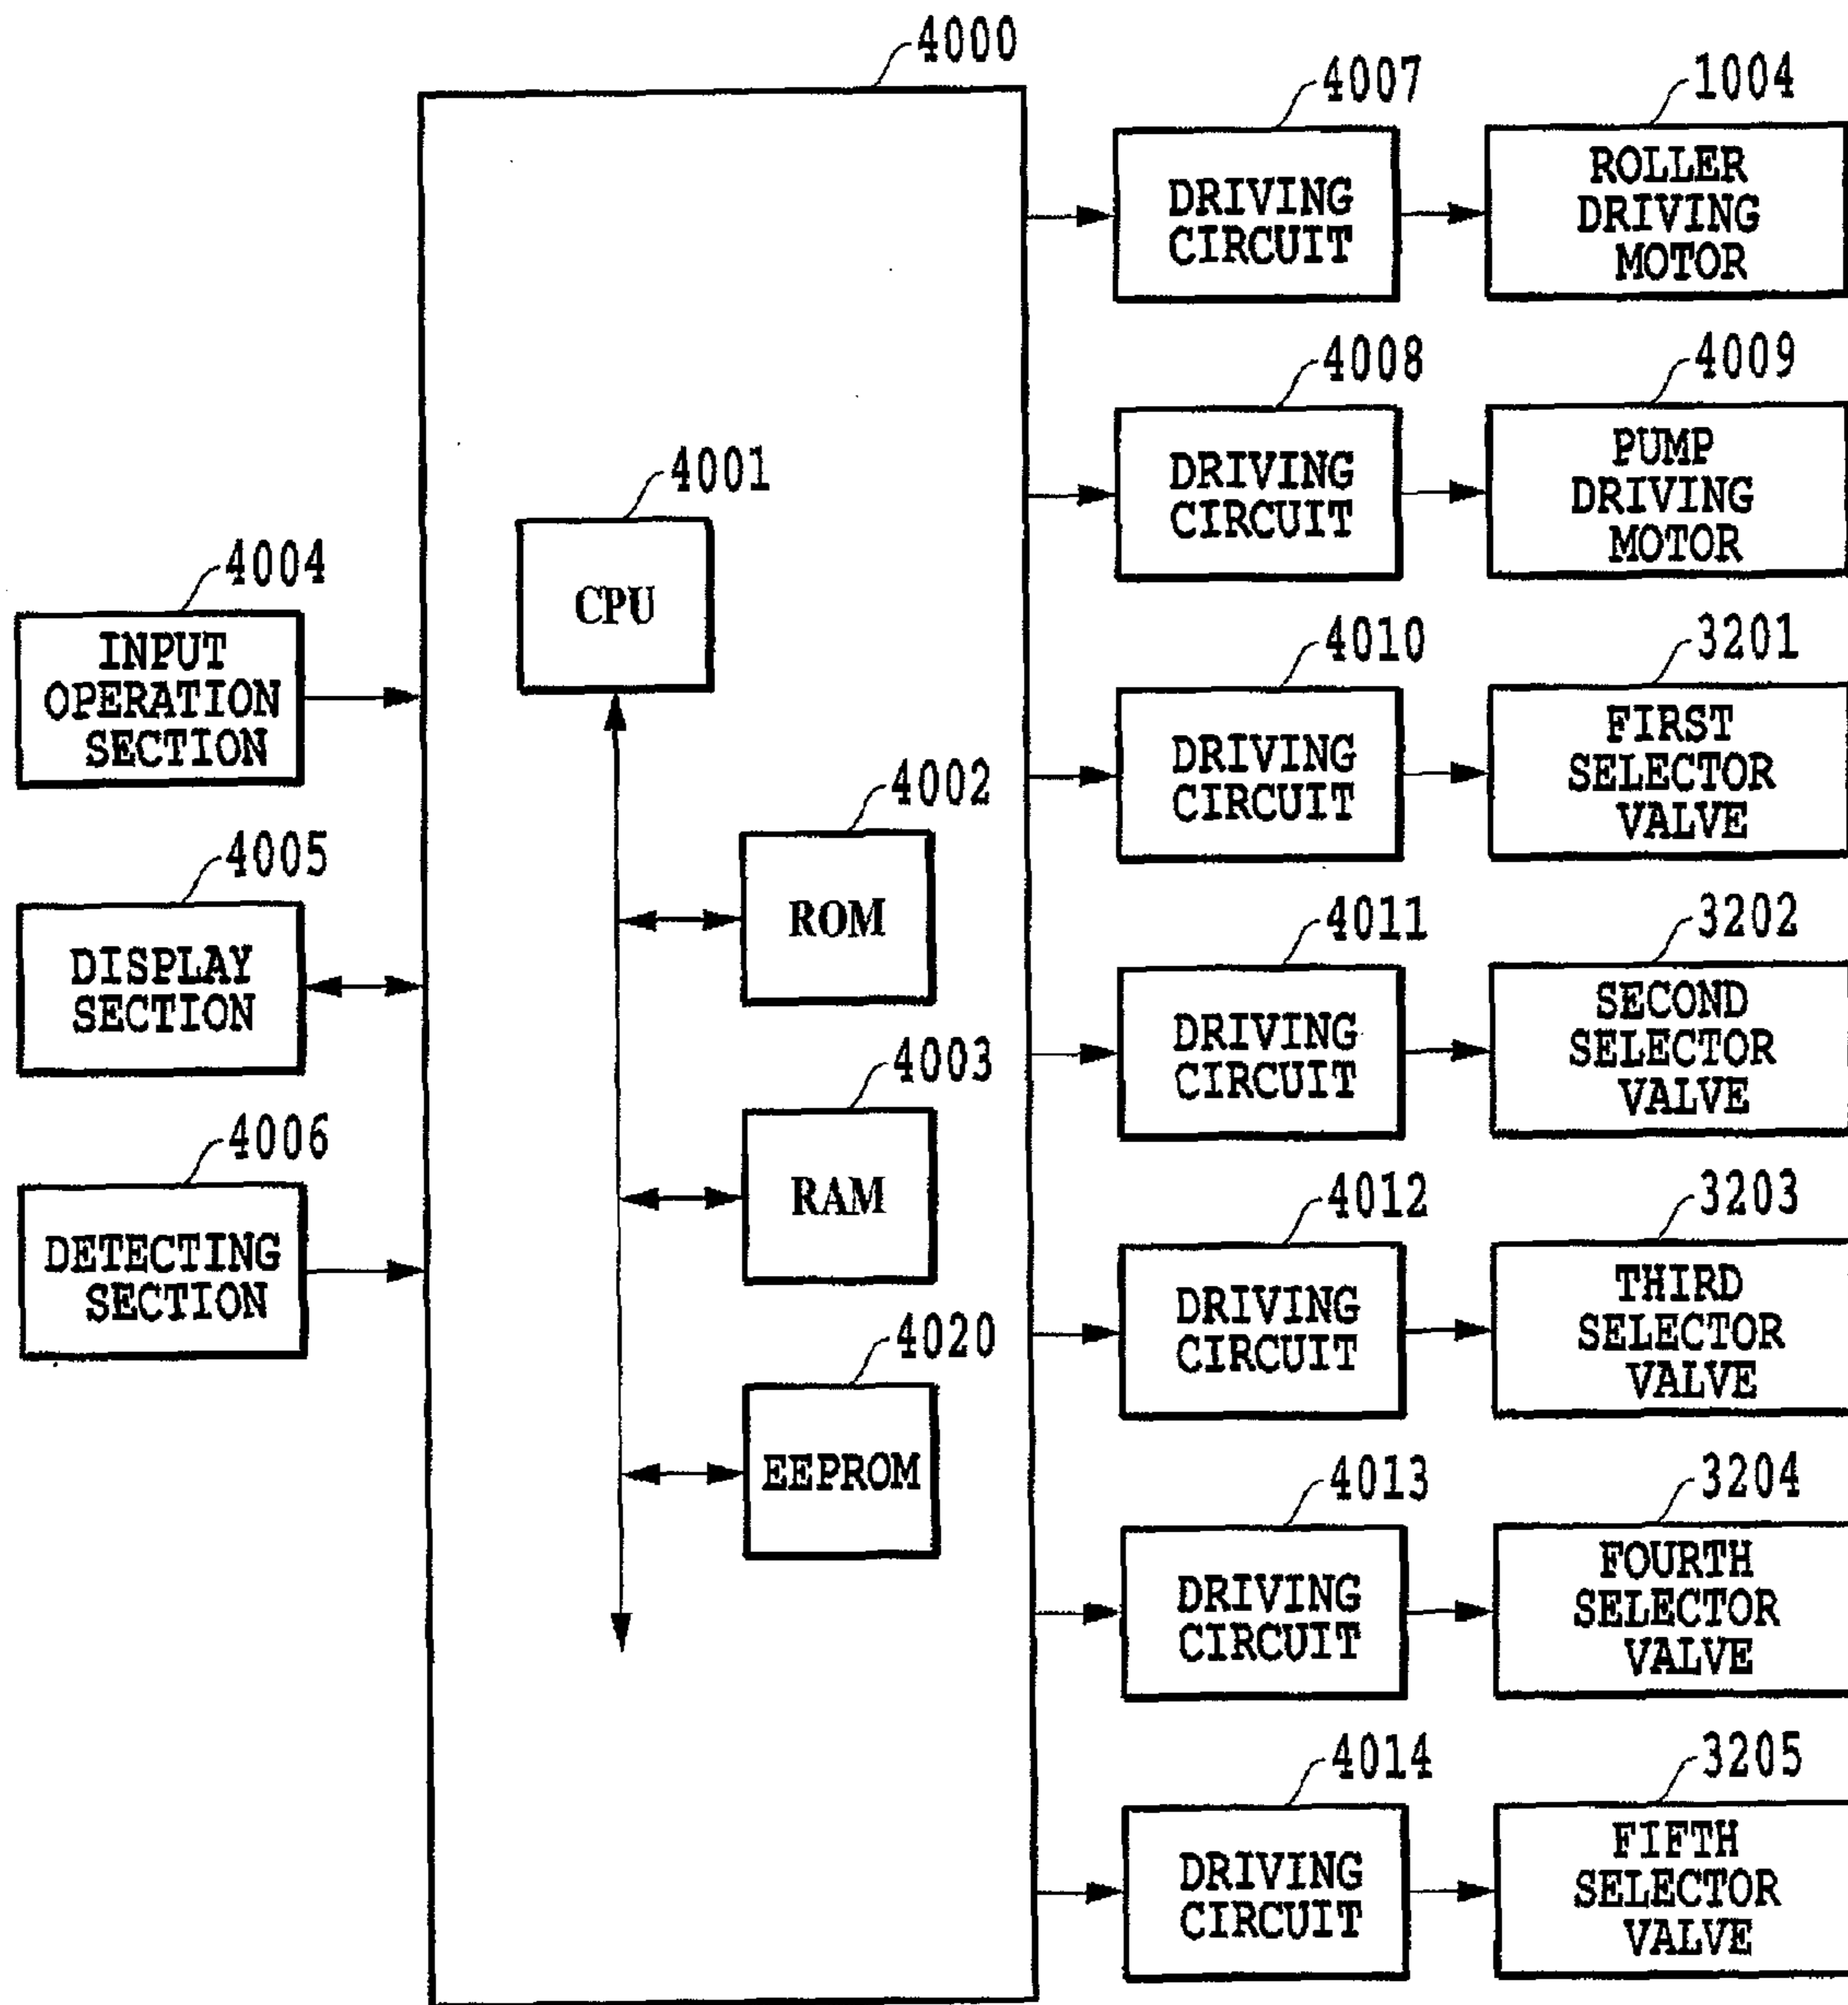 4000
4007
1004
DRIVING
CIRCUIT
ROLLER
DRIVING
MOTOR
4008
4009
DRIVING
CIRCUIT
PUMP
DRIVING
MOTOR
4001
CPU
4004
INPUT
OPERATION
SECTION
4010
3201
DRIVING
CIRCUIT
FIRST
SELECTOR
VALVE
4002
ROM
4005
DISPLAY
SECTION
4011
3202
DRIVING
CIRCUIT
SECOND
SELECTOR
VALVE
4003
RAM
4006
DETECTING
SECTION
4012
3203
DRIVING
CIRCUIT
THIRD
SELECTOR
VALVE
4020
EEPROM
4013
3204
DRIVING
CIRCUIT
FOURTH
SELECTOR
VALVE
4014
3205
DRIVING
CIRCUIT
FIFTH
SELECTOR
VALVE